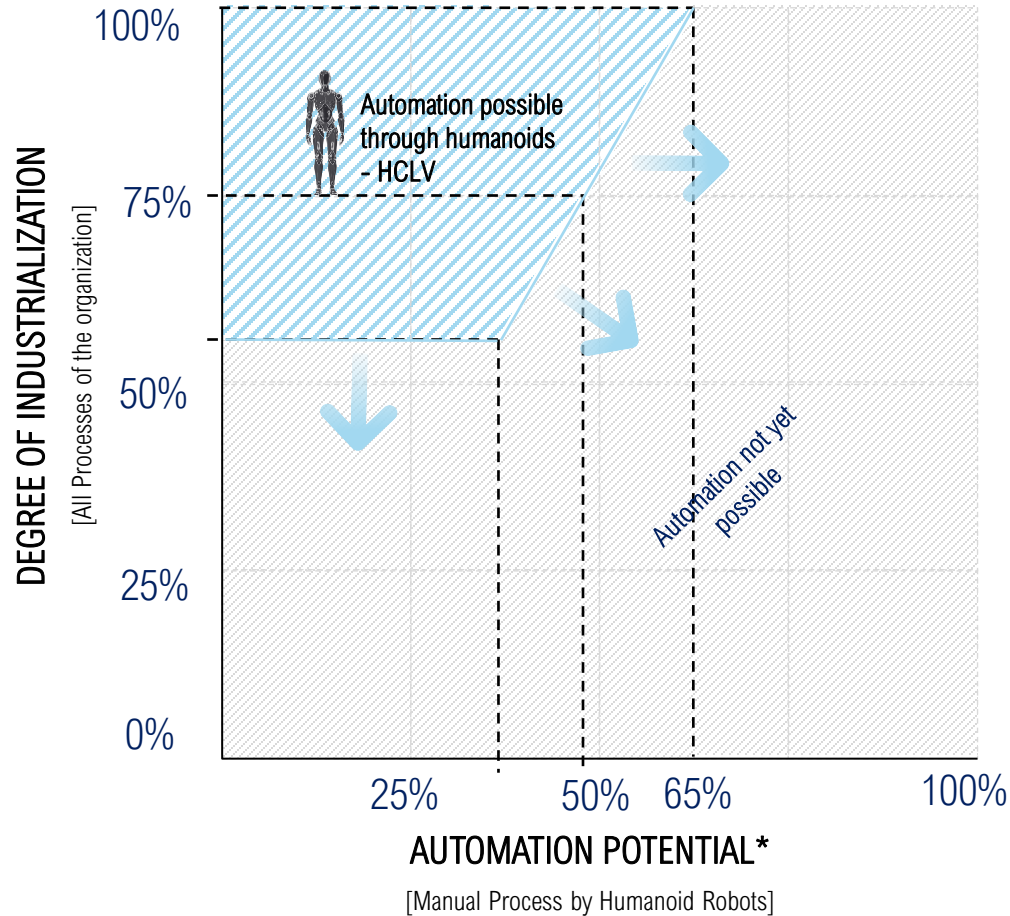 100%
Automation possible
through humanoids
- HCLV
75%
DEGREE OF INDUSTRIALIZATION
[All Processes of the organization]
50%
Automation not yet
possible
25%
0%
25%
50%
65%
100%
AUTOMATION POTENTIAL*
[Manual Process by Humanoid Robots]